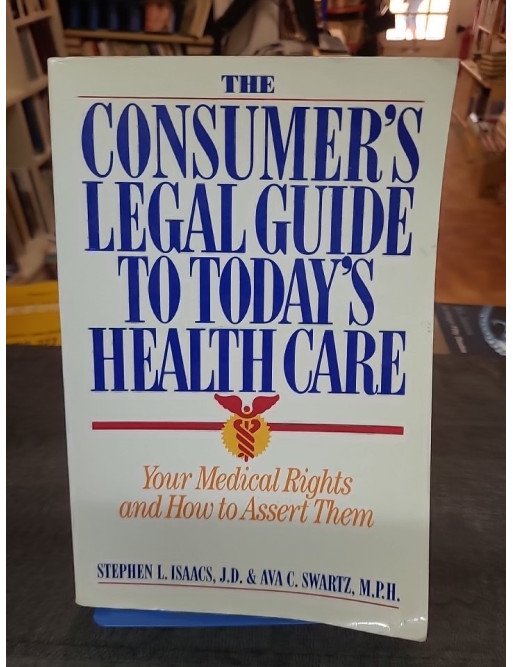 THE
CONSUMER'S
LEGAL GUIDE
TO TODAY'S
HEALTH CARE
Your Medical Rights
and How to Assert Them
STEPHEN L. ISAACS, J.D. & AVA C. SWARTZ, M.P.H.